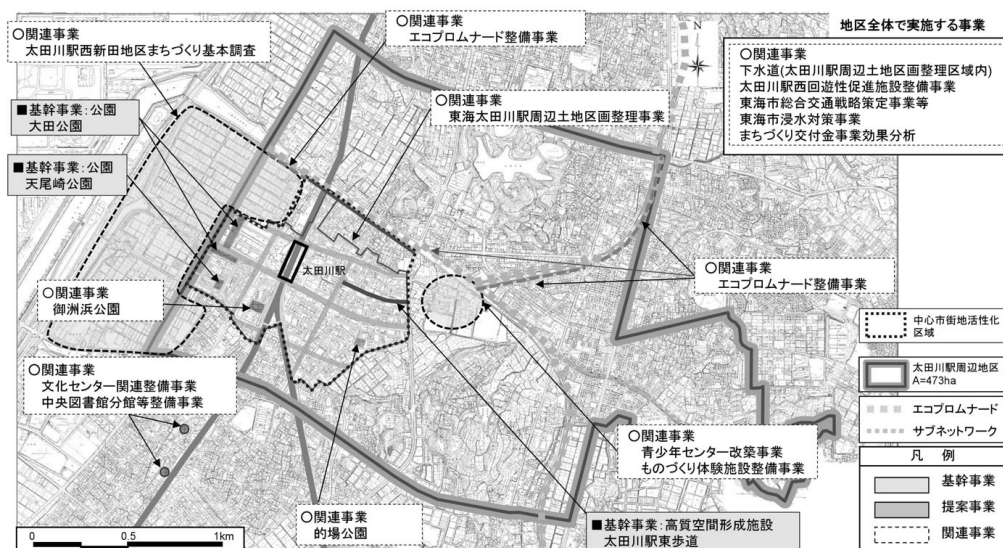 ○関連事業
太田川駅西新田地区まちづくり基本調査
○関連事業
エコプロムナード整備事業
地区全体で実施する事業
○関連事業
下水道(太田川駅周辺土地区画整理区域内)
太田川駅西回遊性促進施設整備事業
東海市総合交通戦略策定事業等
東海市浸水対策事業
まちづくり交付金事業効果分析
N
■基幹事業:公園
大田公園
○関連事業
東海太田川駅周辺土地区画整理事業
■基幹事業:公園
天尾崎公園
太田川駅
○関連事業
エコプロムナード整備事業
○関連事業
御洲浜公園
中心市街地活性化
区域
○関連事業
文化センター関連整備事業
中央図書館分館等整備事業
太田川駅周辺地区
A=473ha
エコプロムナード
サブネットワーク
○関連事業
青少年センター改築事業
ものづくり体験施設整備事業
凡 例
基幹事業
提案事業
関連事業
○関連事業
的場公園
■基幹事業:高質空間形成施設
太田川駅東歩道
0 0.5 1km